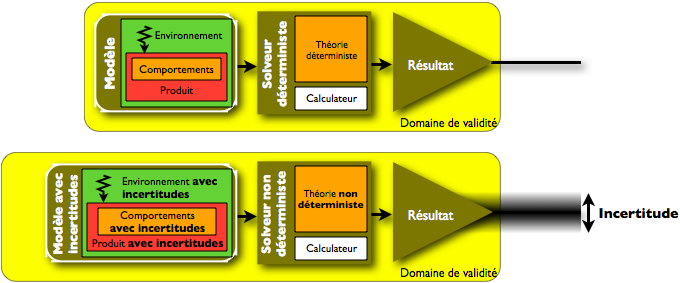 Modèle
Environnement
Comportements
Produit
Solveur
déterministe
Théorie
déterministe
Calculateur
Résultat
Domaine de validité
Modèle avec
incertitudes
Environnement avec
incertitudes
Comportements
avec incertitudes
Produit avec incertitudes
Solveur non
déterministe
Théorie non
déterministe
Calculateur
Résultat
Domaine de validité
Incertitude